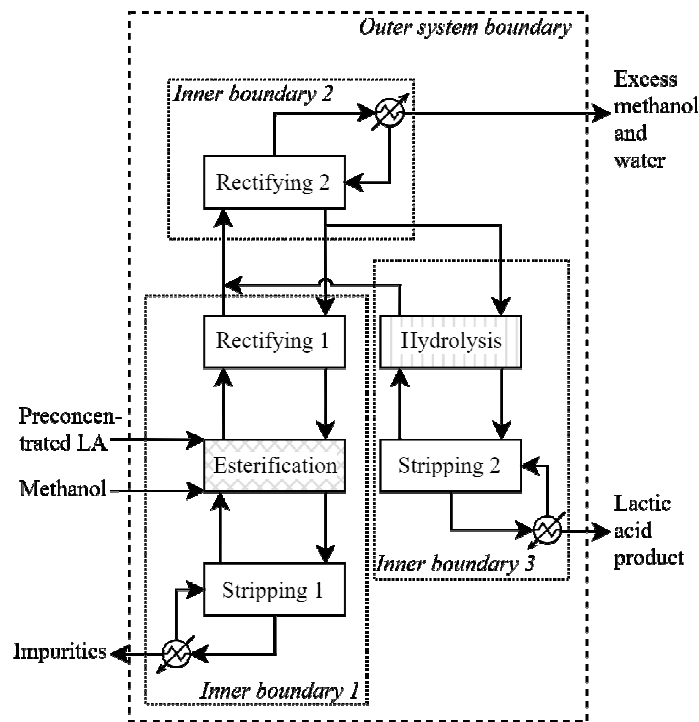 Outer system boundary
Inner boundary 2
Excess
methanol
and
water
Rectifying 2
Rectifying 1
Hydrolysis
Preconcen-
trated LA
Esterification
Stripping 2
Methanol
Lactic
acid
product
Inner boundary 3
Stripping 1
Impurities
Inner boundary 1